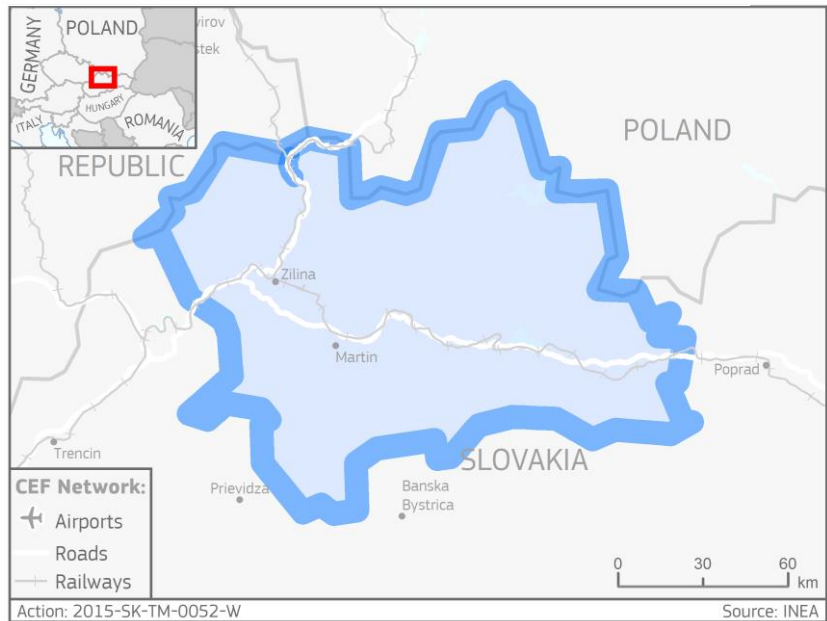 POLAND
GERMANY
HUNGARY
ITALY
ROMANIA
POLAND
REPUBLIC
Zilina
Martin
Poprad
Trencin
SLOVAKIA
Prievidza
Banska
Bystrica
CEF Network:
Airports
Roads
Railways
0 30 60
km
Action: 2015-SK-TM-0052-W
Source: INEA